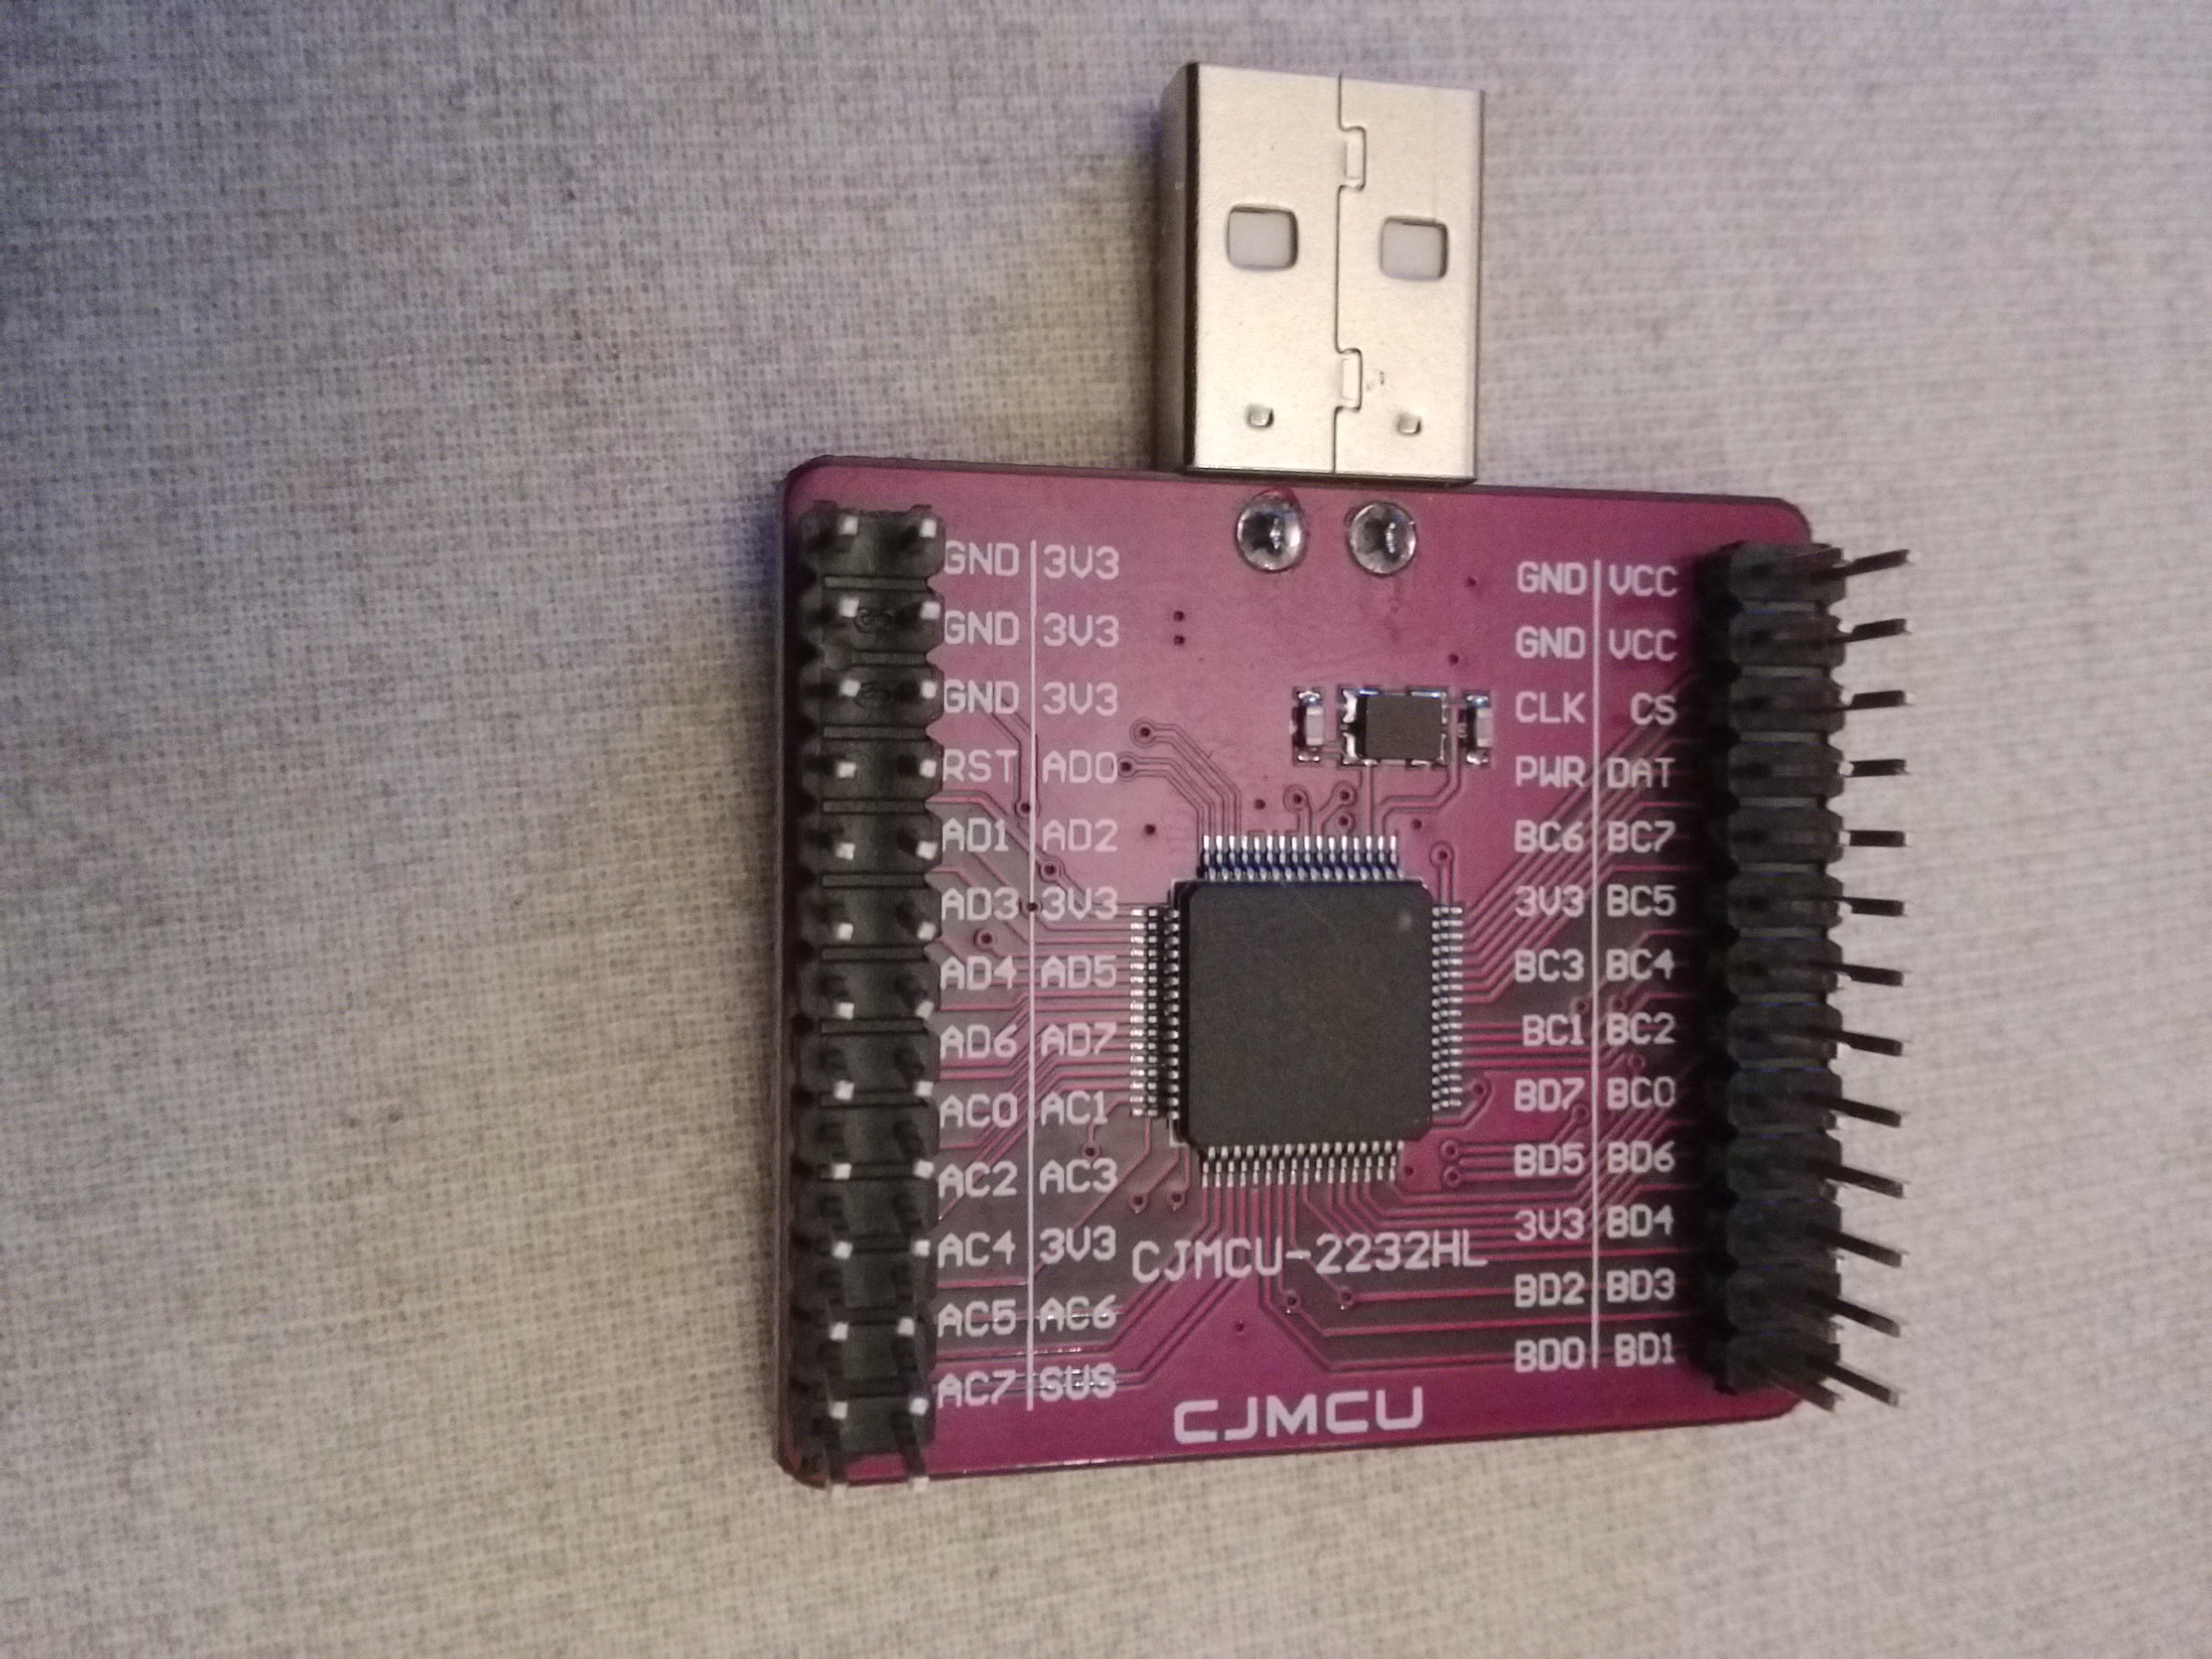 GND 3V3
GND 3V3
GND 3V3
RST AD0
AD1 AD2
AD3 3V3
AD4 AD5
AD6 AD7
AC0 AC1
AC2 AC3
AC4 3V3
AC5 AC6
AC7 SUS
GND VCC
GND VCC
CLK CS
PWR DAT
BC6 BC7
3V3 BC5
BC3 BC4
BC1 BC2
BD7 BC0
BD5 BD6
3V3 BD4
BD2 BD3
BD0 BD1
CJMCU-2232HL
CJMCU